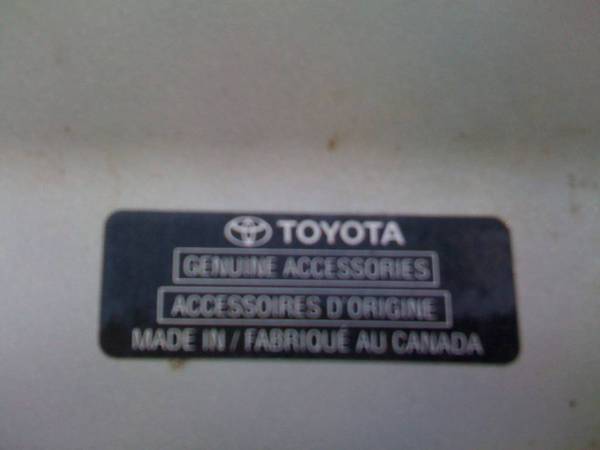 TOYOTA
GENUINE ACCESSORIES
ACCESSOIRES D'ORIGINE
MADE IN / FABRIQUÉ AU CANADA